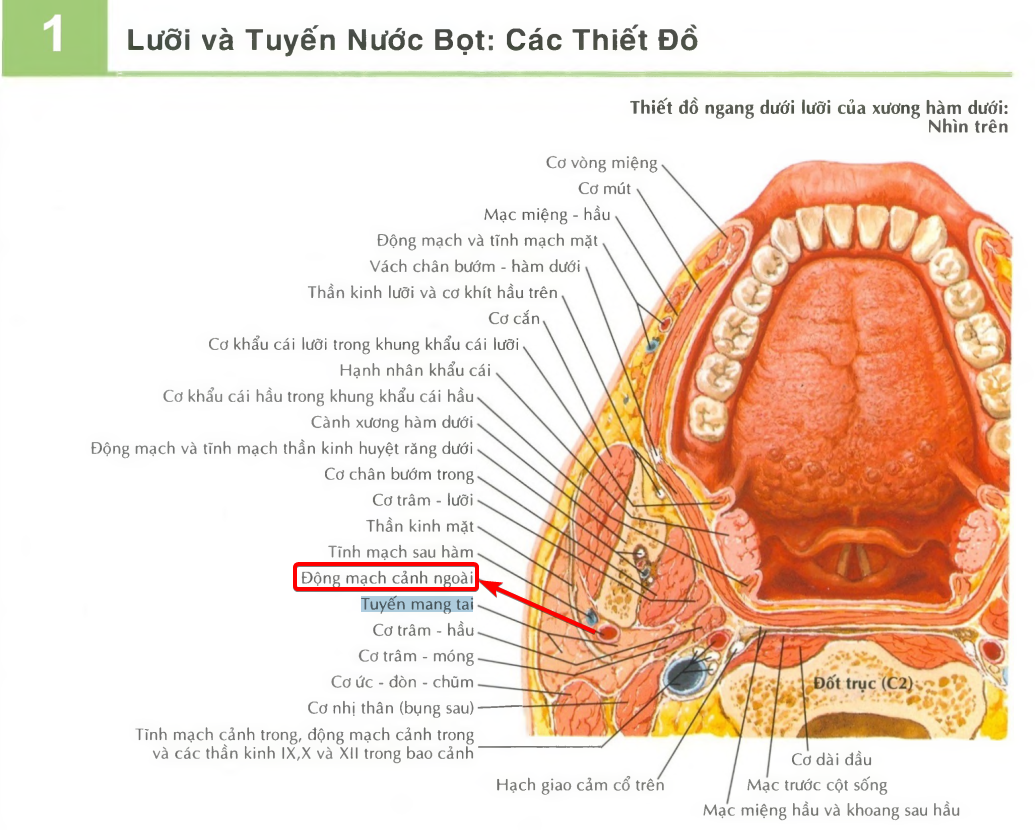 1
Lưỡi và Tuyến Nước Bọt: Các Thiết Đồ
Thiết đồ ngang dưới lưỡi của xương hàm dưới:
Nhìn trên
Cơ vòng miệng
Cơ mút
Mạc miệng - hầu
Động mạch và tĩnh mạch mặt
Vách chân bướm - hàm dưới
Thần kinh lưỡi và cơ khít hầu trên
Cơ cắn
Cơ khẩu cái lưỡi trong khung khẩu cái lưỡi
Hạnh nhân khẩu cái
Cơ khẩu cái hầu trong khung khẩu cái hầu
Cành xương hàm dưới
Động mạch và tĩnh mạch thần kinh huyệt răng dưới
Cơ chân bướm trong
Cơ trâm - lưỡi
Thần kinh mặt
Tĩnh mạch sau hàm
Động mạch cảnh ngoài
Tuyến mang tai
Cơ trâm - hầu
Cơ trâm - móng
Cơ ức - đòn - chũm
Cơ nhị thân (bụng sau)
Tĩnh mạch cảnh trong, động mạch cảnh trong
và các thần kinh IX,X và XII trong bao cảnh
Đốt trục (C2)
Hạch giao cảm cổ trên
Cơ dài đầu
Mạc trước cột sống
Mạc miệng hầu và khoang sau hầu